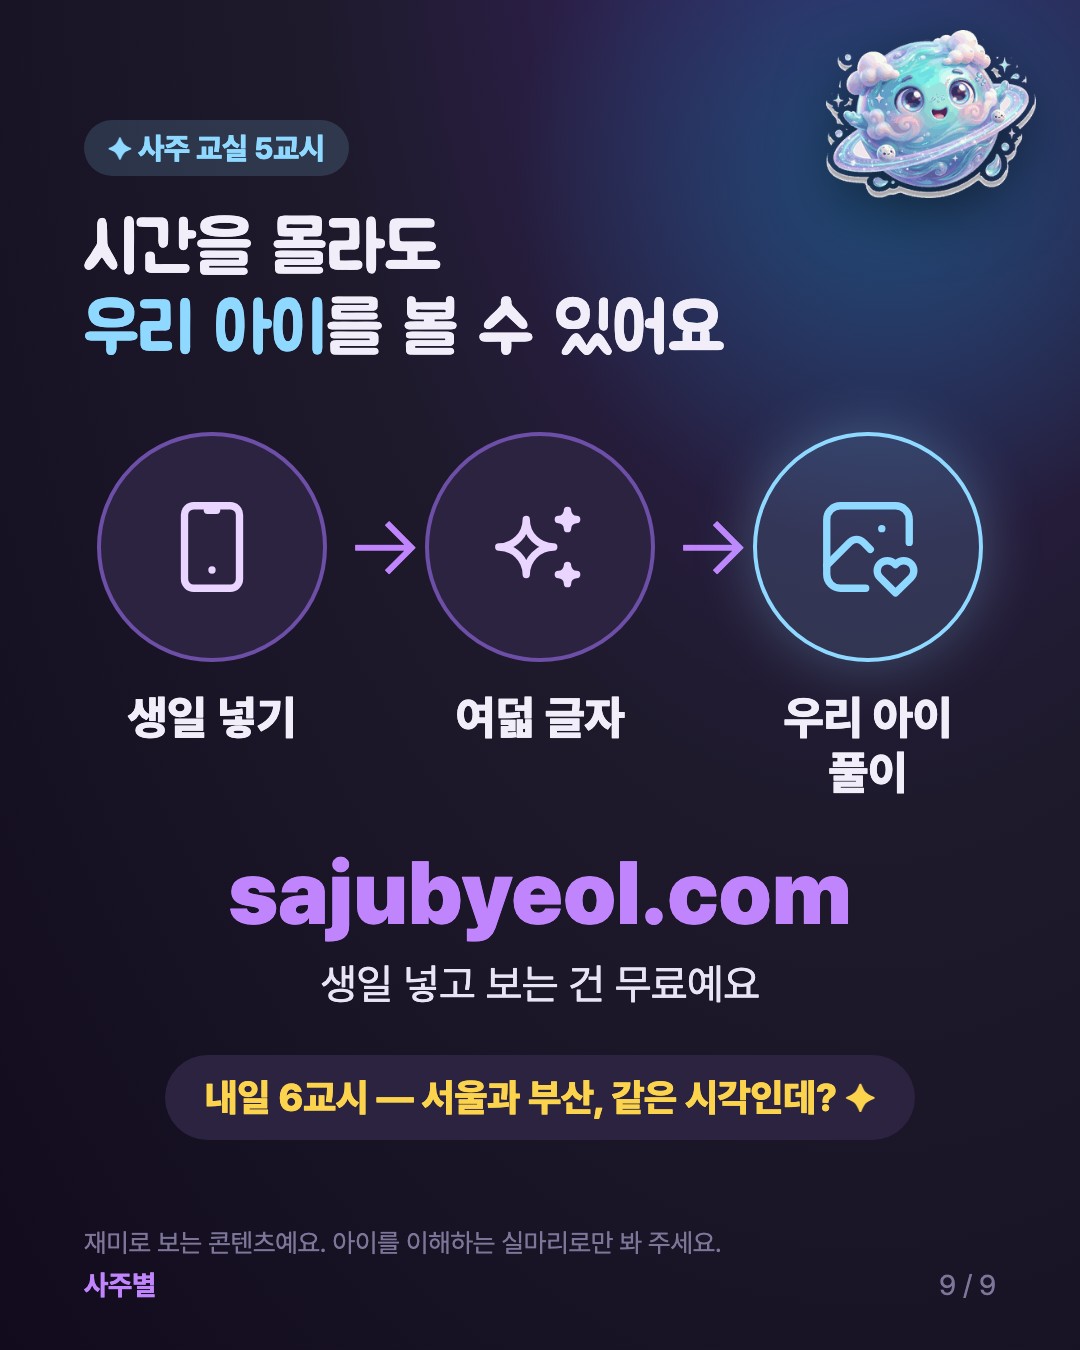 ✦ 사주 교실 5교시
시간을 몰라도
우리 아이를 볼 수 있어요
생일 넣기
여덟 글자
우리 아이
풀이
sajubyeol.com
생일 넣고 보는 건 무료예요
내일 6교시 — 서울과 부산, 같은 시각인데? ✦
재미로 보는 콘텐츠예요. 아이를 이해하는 실마리로만 봐 주세요.
사주별
9 / 9